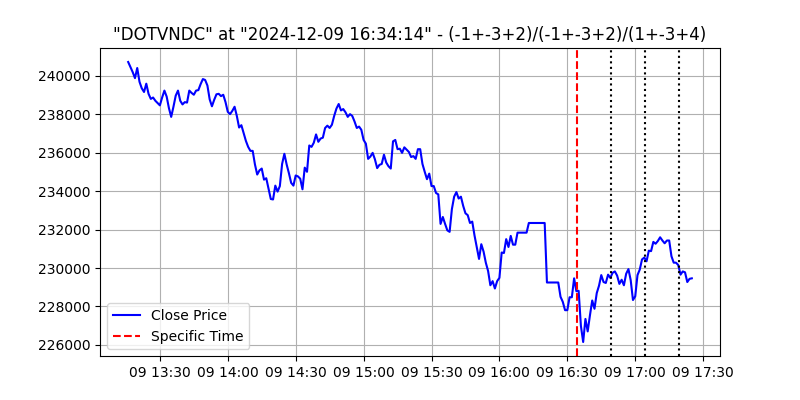 "DOTVNDC" at "2024-12-09 16:34:14" - (-1+-3+2)/(-1+-3+2)/(1+-3+4)
240000
238000
236000
234000
232000
230000
228000
226000
Close Price
Specific Time
09 13:30 09 14:00 09 14:30 09 15:00 09 15:30 09 16:00 09 16:30 09 17:00 09 17:30